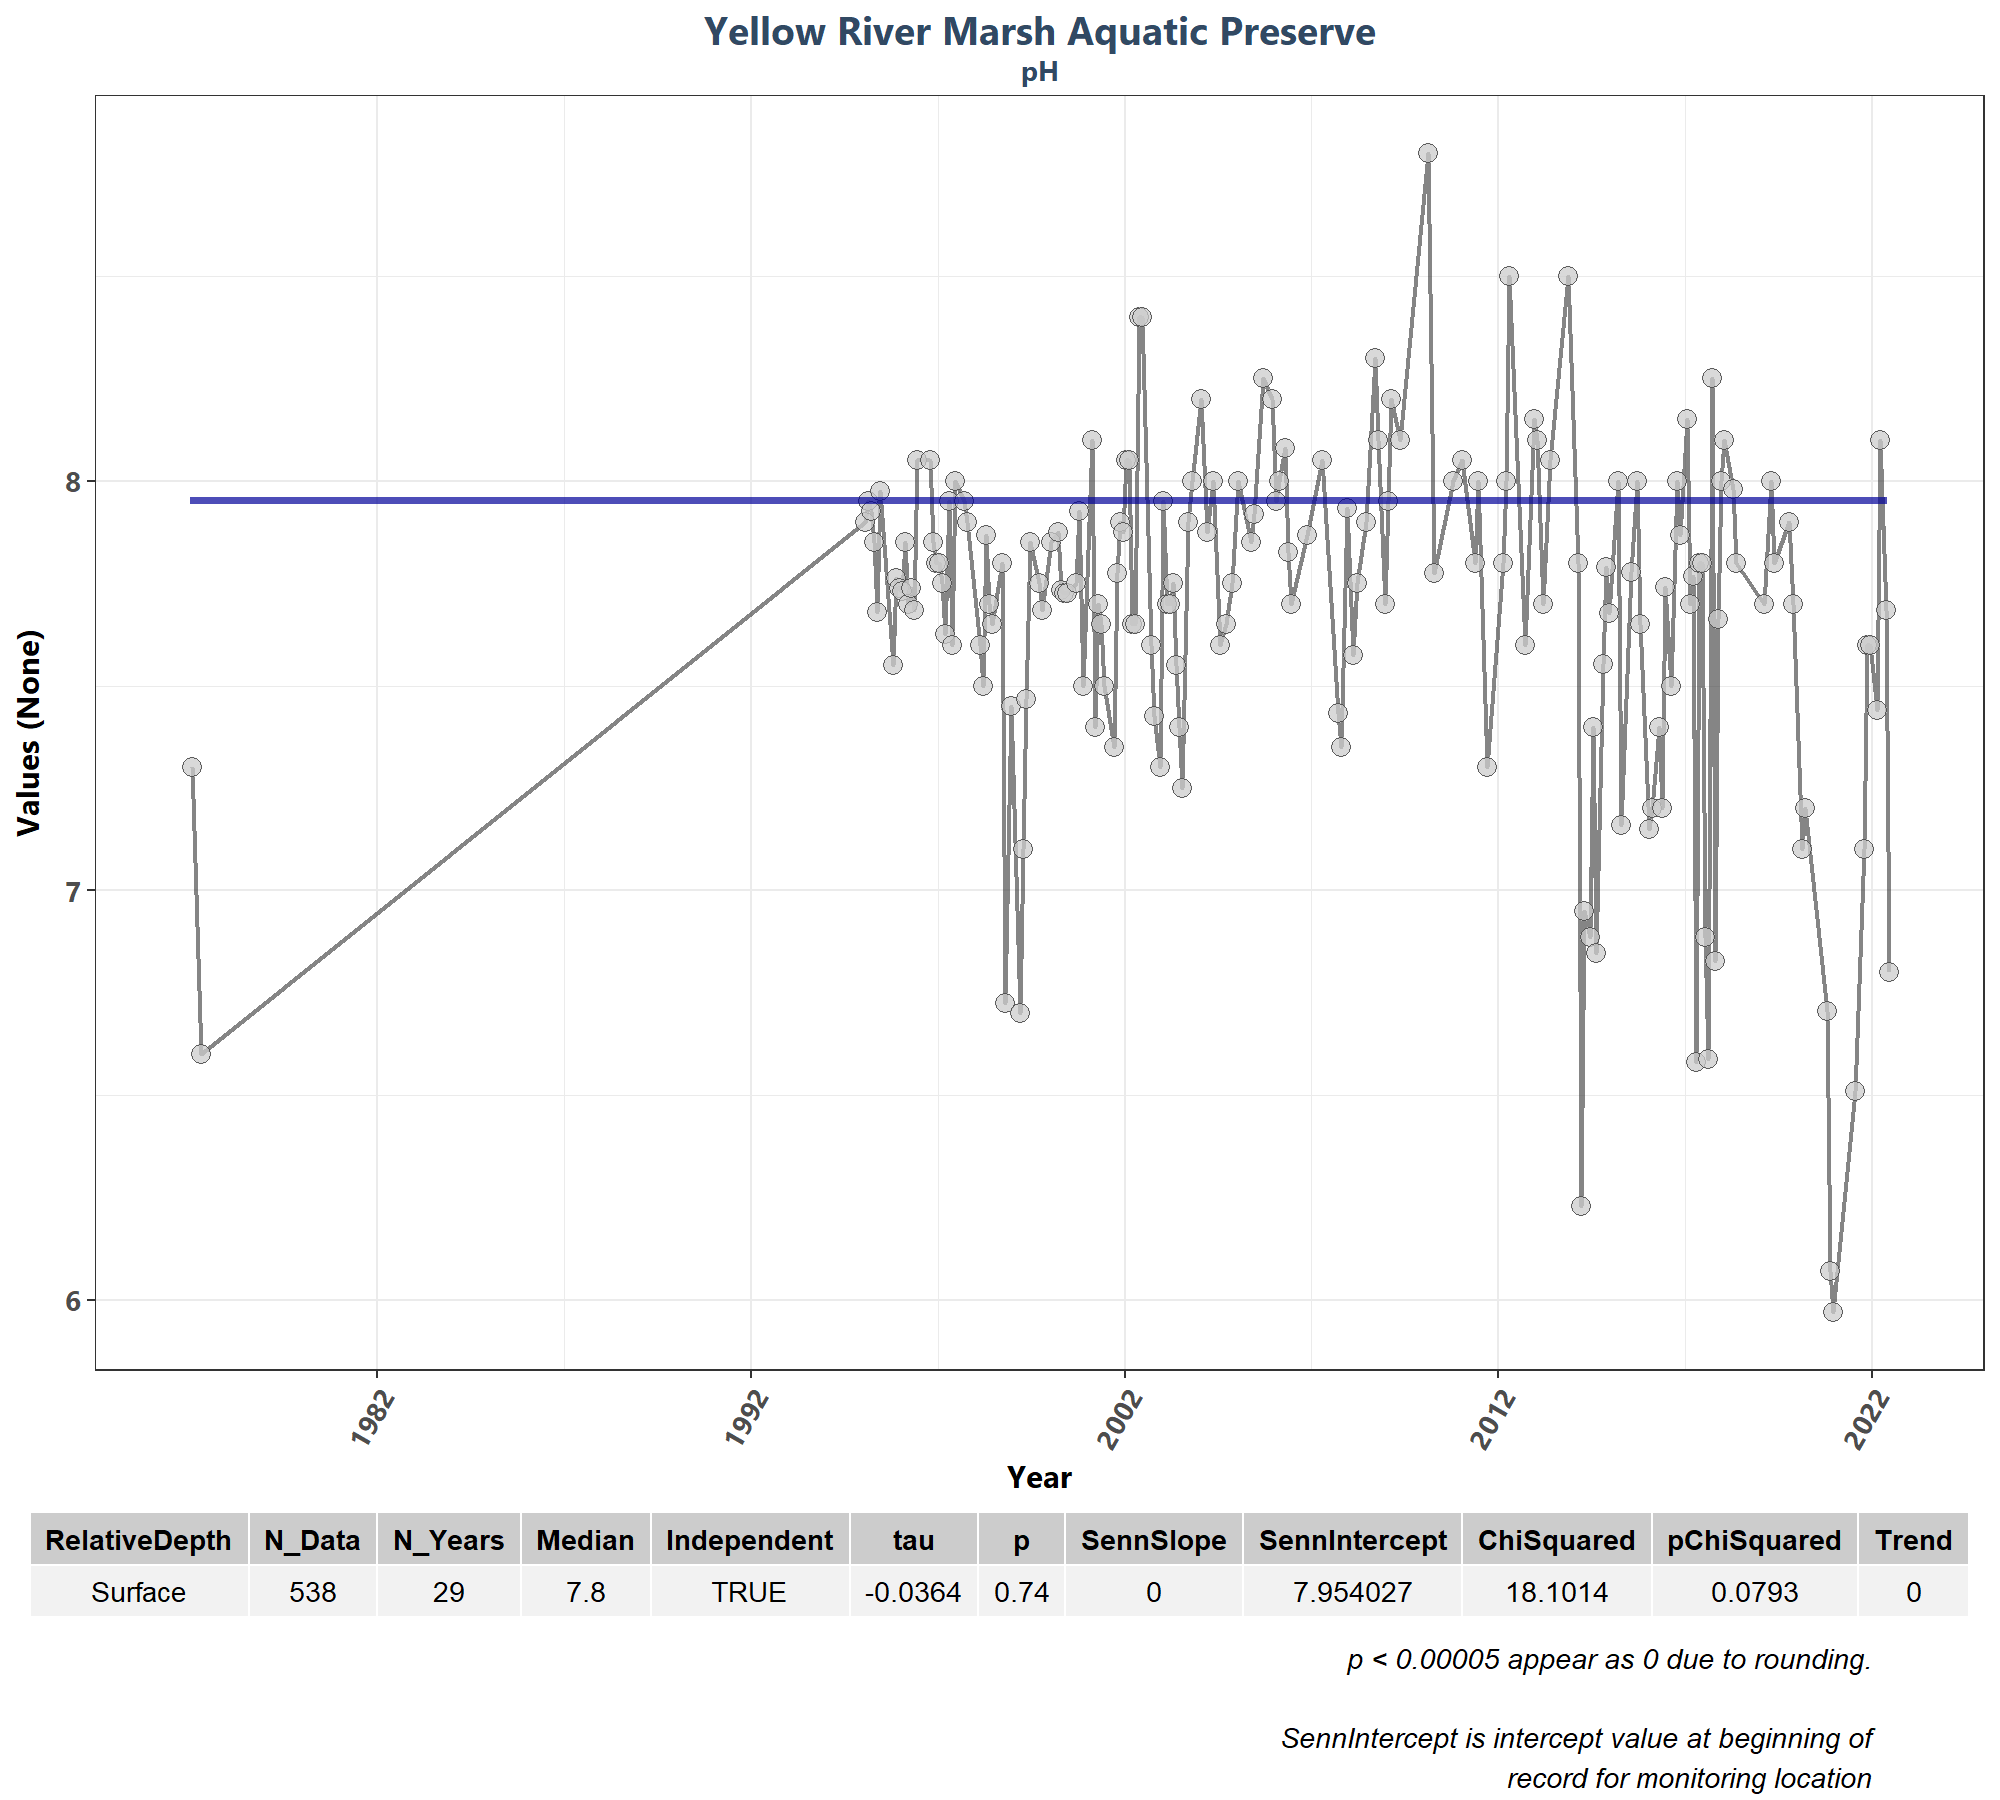 Yellow River Marsh Aquatic Preserve
pH
Values (None)
8
7
6
1982
1992
2002
2012
2022
Year
RelativeDepth N_Data N_Years Median Independent tau p SennSlope SennIntercept ChiSquared pChiSquared Trend
Surface 538 29 7.8 TRUE -0.0364 0.74 0 7.954027 18.1014 0.0793 0
p < 0.00005 appear as 0 due to rounding.
SennIntercept is intercept value at beginning of
record for monitoring location